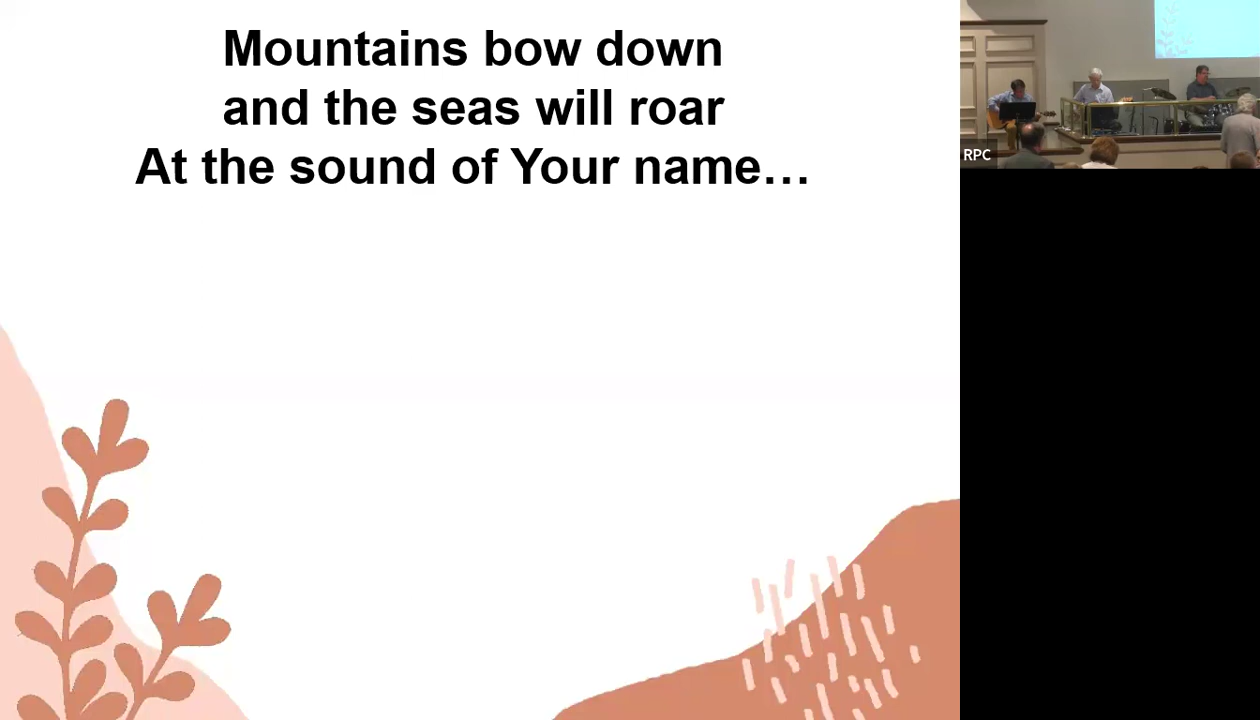 Mountains bow down
and the seas will roar
At the sound of Your name…
RPC